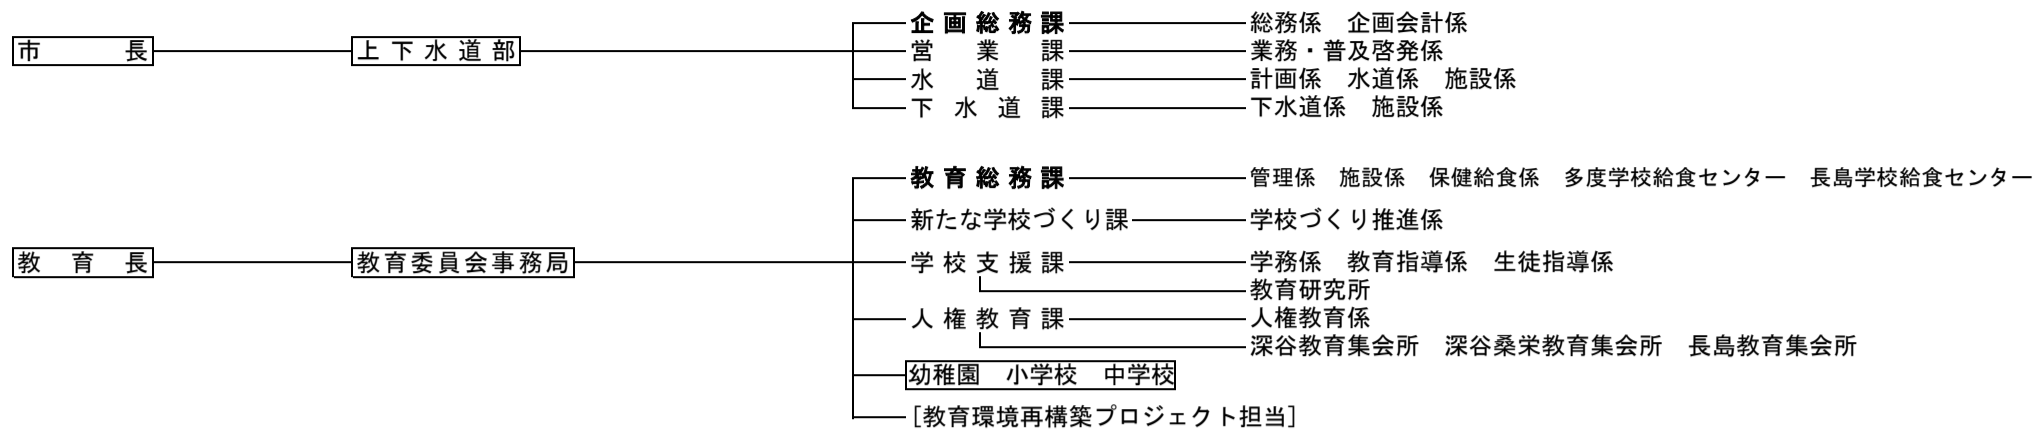 企画総務課 総務係 企画会計係
市長 上下水道部 営業課 業務・普及啓発係
水道課 計画係 水道係 施設係
下水道課 下水道係 施設係
教育総務課 管理係 施設係 保健給食係 多度学校給食センター 長島学校給食センター
新たな学校づくり課 学校づくり推進係
教育長 教育委員会事務局 学校支援課 学務係 教育指導係 生徒指導係
教育研究所
人権教育課 人権教育係
深谷教育集会所 深谷桑栄教育集会所 長島教育集会所
幼稚園 小学校 中学校
[教育環境再構築プロジェクト担当]